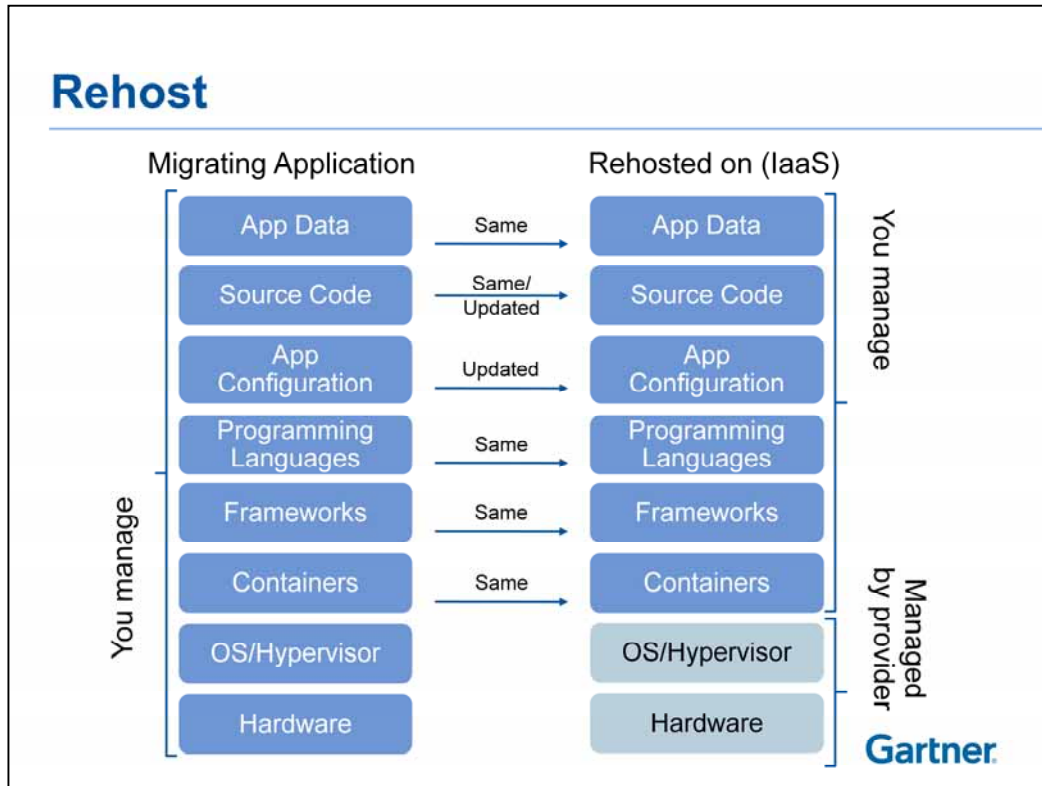 Rehost
Migrating Application
Rehosted on (IaaS)
App Data
Same
App Data
Source Code
Same/
Updated
Source Code
App
Configuration
Updated
App
Configuration
Programming
Languages
Same
Programming
Languages
Frameworks
Same
Frameworks
Containers
Same
Containers
OS/Hypervisor
OS/Hypervisor
Hardware
Hardware
You manage
You manage
Managed
by provider
Gartner®